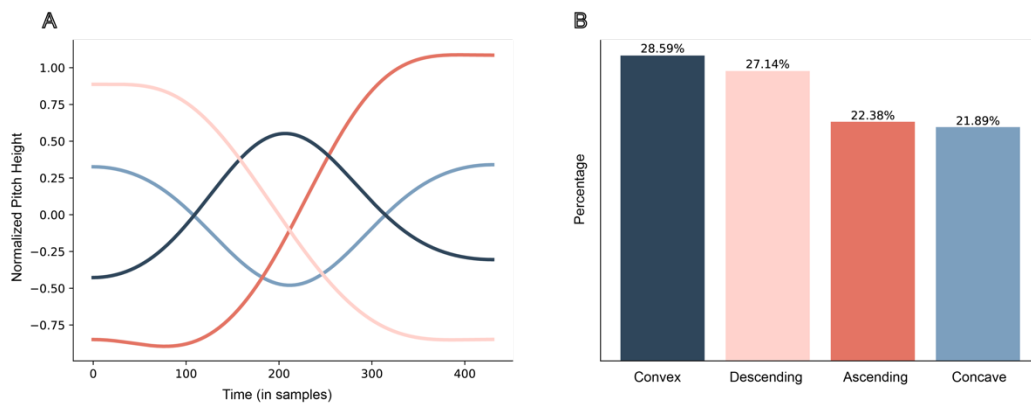 A
Normalized Pitch Height
1.00
0.75
0.50
0.25
0.00
−0.25
−0.50
−0.75
0
100
200
300
400
Time (in samples)
B
Percentage
28.59%
27.14%
22.38%
21.89%
Convex
Descending
Ascending
Concave